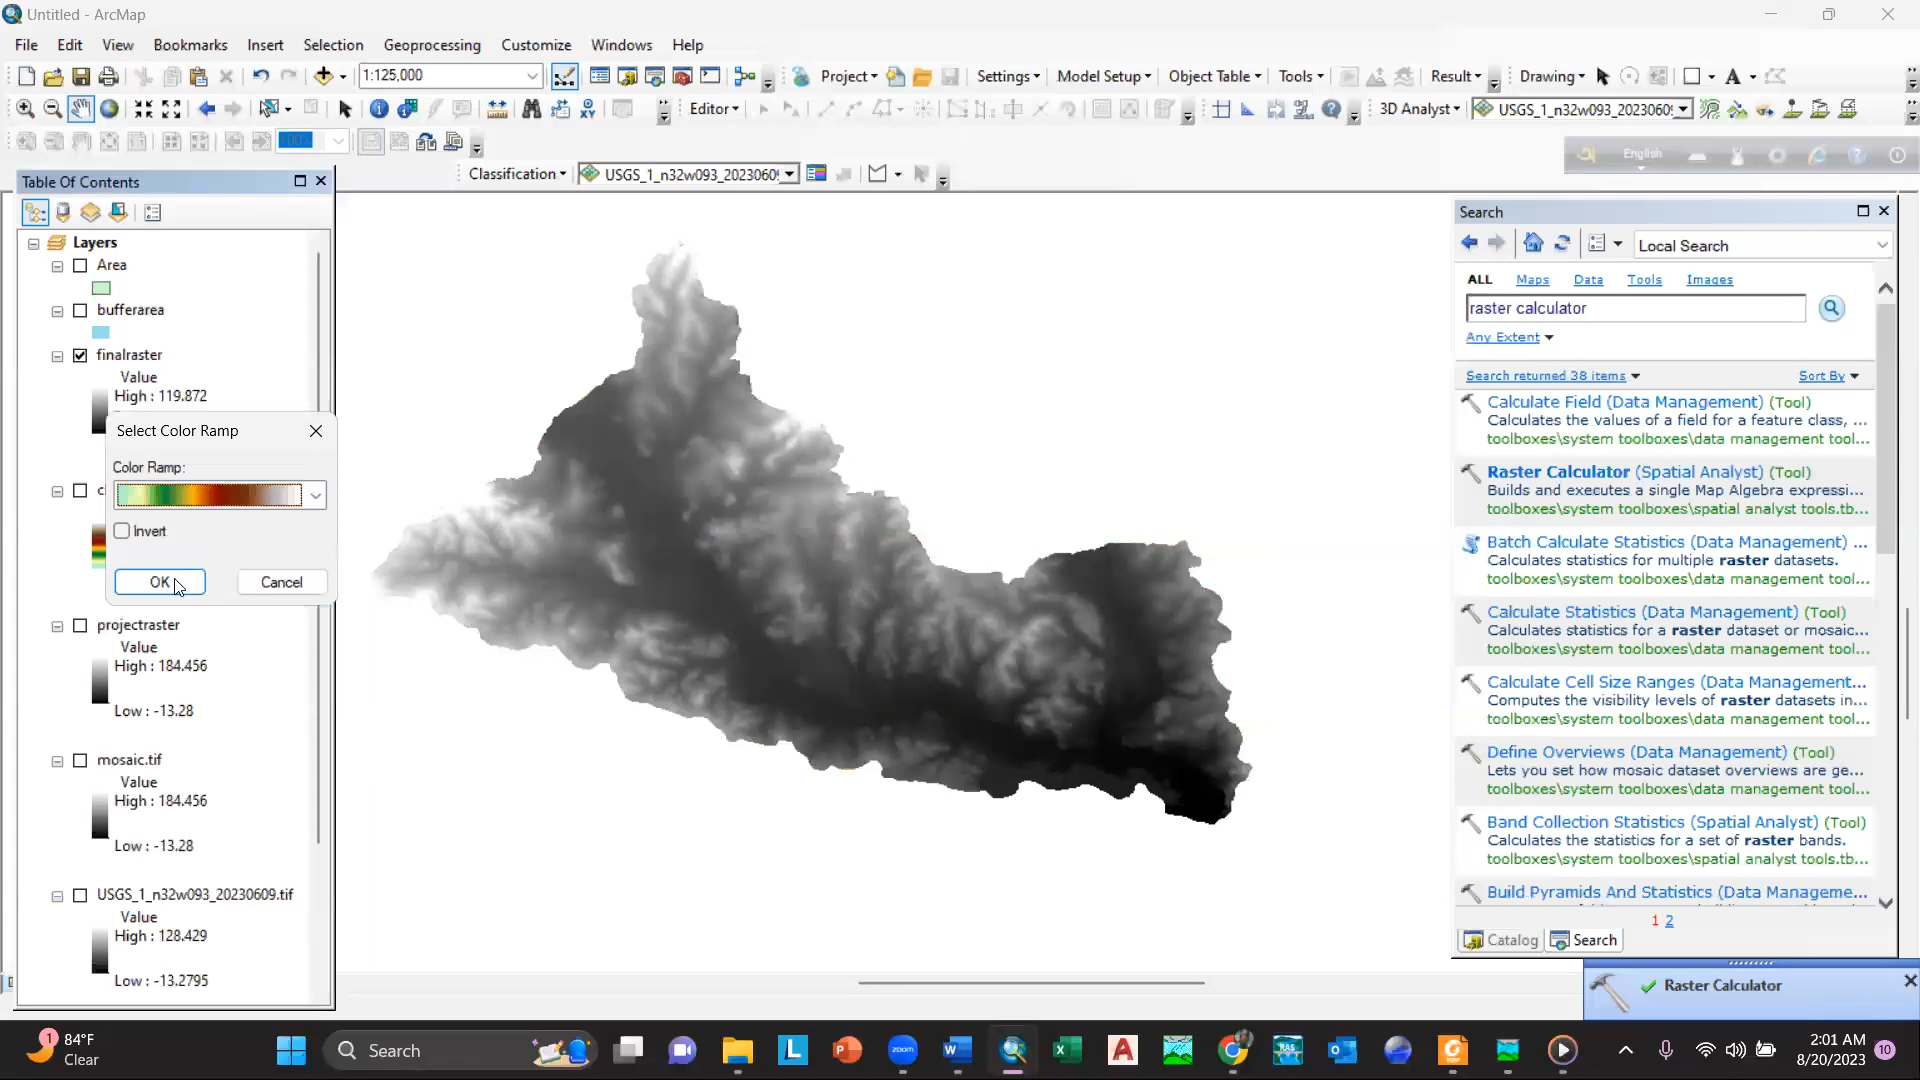 Untitled - ArcMap
File Edit View Bookmarks Insert Selection Geoprocessing Customize Windows Help
1:125,000
Project Settings Model Setup Object Table Tools Result Drawing
Editor 3D Analyst USGS_1_n32w093_20230609
English
Classification USGS_1_n32w093_20230609
Table Of Contents
Layers
Area
bufferarea
finalraster
Value
High : 119.872
Select Color Ramp
Color Ramp:
Invert
OK Cancel
projectraster
Value
High : 184.456
Low : -13.28
mosaic.tif
Value
High : 184.456
Low : -13.28
USGS_1_n32w093_20230609.tif
Value
High : 128.429
Low : -13.2795
Search
Local Search
ALL Maps Data Tools Images
raster calculator
Any Extent
Search returned 38 items Sort By
Calculate Field (Data Management) (Tool)
Calculates the values of a field for a feature class, ...
toolboxes\system toolboxes\data management tool...
Raster Calculator (Spatial Analyst) (Tool)
Builds and executes a single Map Algebra expressi...
toolboxes\system toolboxes\spatial analyst tools.tb...
Batch Calculate Statistics (Data Management) ...
Calculates statistics for multiple raster datasets.
toolboxes\system toolboxes\data management tool...
Calculate Statistics (Data Management) (Tool)
Calculates statistics for a raster dataset or mosaic...
toolboxes\system toolboxes\data management tool...
Calculate Cell Size Ranges (Data Management...
Computes the visibility levels of raster datasets in...
toolboxes\system toolboxes\data management tool...
Define Overviews (Data Management) (Tool)
Lets you set how mosaic dataset overviews are ge...
toolboxes\system toolboxes\data management tool...
Band Collection Statistics (Spatial Analyst) (Tool)
Calculates the statistics for a set of raster bands.
toolboxes\system toolboxes\spatial analyst tools.tb...
Build Pyramids And Statistics (Data Manageme...
1 2
Catalog Search
Raster Calculator
1 84°F
Clear
Search
zoom
2:01 AM
8/20/2023
10